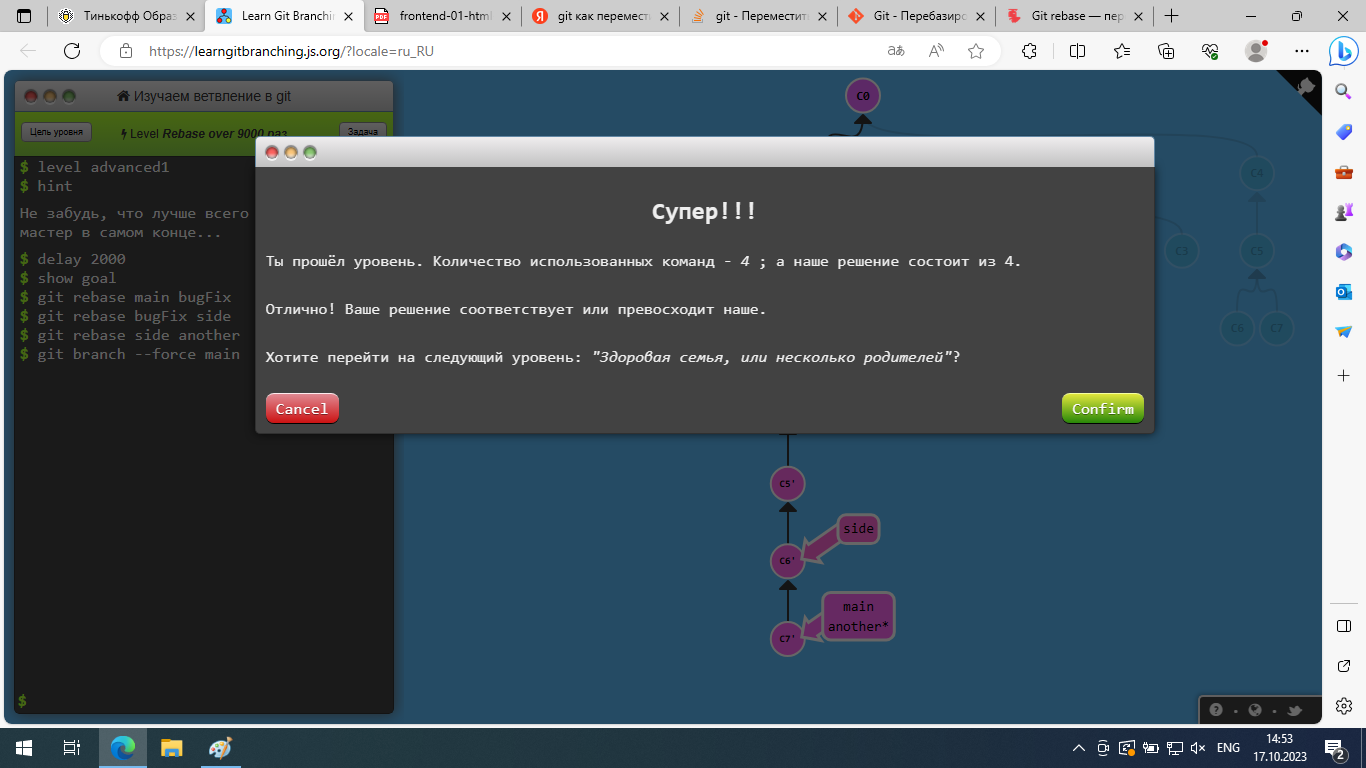 Тинькофф Образ
Learn Git Branchin
frontend-01-html
git как перемест
git - Переместит
Git - Перебазиро
Git rebase — пер
https://learngitbranching.js.org/?locale=ru_RU
Изучаем ветвление в git
Цель уровня
Level Rebase over 9000 раз
Задача
$ level advanced1
$ hint
Не забудь, что лучше всего
мастер в самом конце...
$ delay 2000
$ show goal
$ git rebase main bugFix
$ git rebase bugFix side
$ git rebase side another
$ git branch --force main
$
Супер!!!
Ты прошёл уровень. Количество использованных команд - 4 ; а наше решение состоит из 4.
Отлично! Ваше решение соответствует или превосходит наше.
Хотите перейти на следующий уровень: "Здоровая семья, или несколько родителей"?
Cancel
Confirm
C0
C4
C3
C5
C6
C7
C5'
side
C6'
main
another*
C7'
ENG
14:53
17.10.2023
2